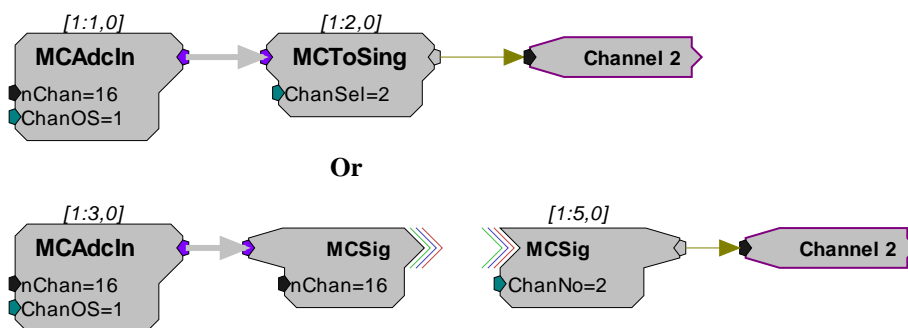 [1:1,0] [1:2,0]
MCAdcIn MCToSing Channel 2
nChan=16 ChanSel=2
ChanOS=1
Or
[1:3,0] [1:5,0]
MCAdcIn MCSig MCSig Channel 2
nChan=16 nChan=16 ChanNo=2
ChanOS=1